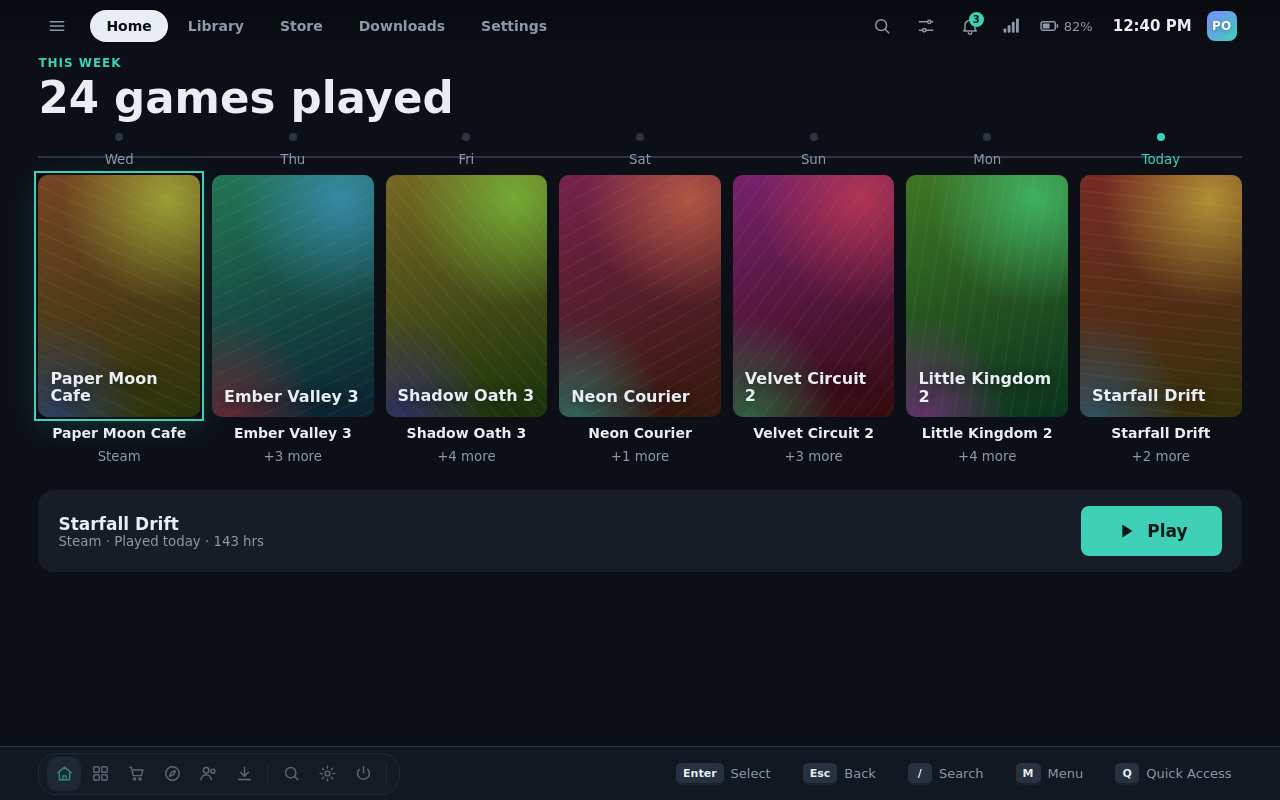 Home
Library
Store
Downloads
Settings
3
82%
12:40 PM
PO
THIS WEEK
24 games played
Wed
Thu
Fri
Sat
Sun
Mon
Today
Paper Moon
Cafe
Ember Valley 3
Shadow Oath 3
Neon Courier
Velvet Circuit
2
Little Kingdom
2
Starfall Drift
Paper Moon Cafe
Ember Valley 3
Shadow Oath 3
Neon Courier
Velvet Circuit 2
Little Kingdom 2
Starfall Drift
Steam
+3 more
+4 more
+1 more
+3 more
+4 more
+2 more
Starfall Drift
Steam · Played today · 143 hrs
Play
Enter Select
Esc Back
/ Search
M Menu
Q Quick Access